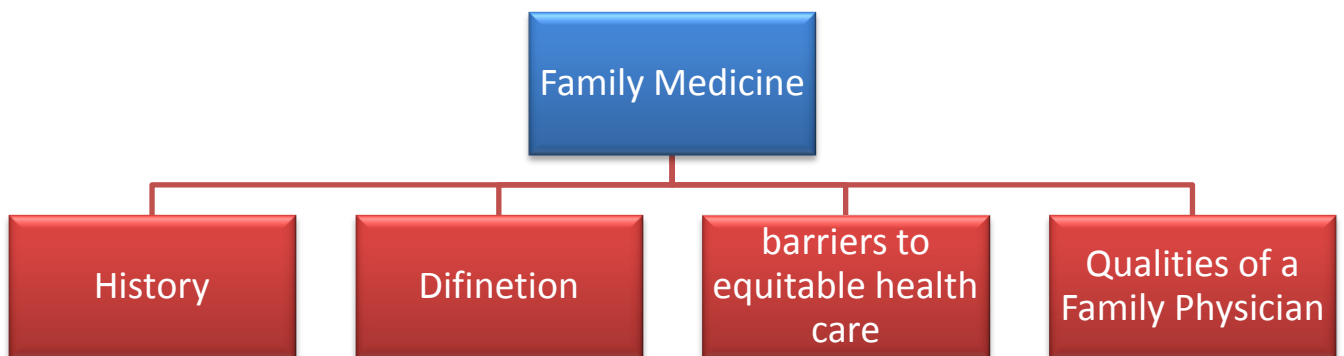 Family Medicine
History
Difinetion
barriers to
equitable health
care
Qualities of a
Family Physician